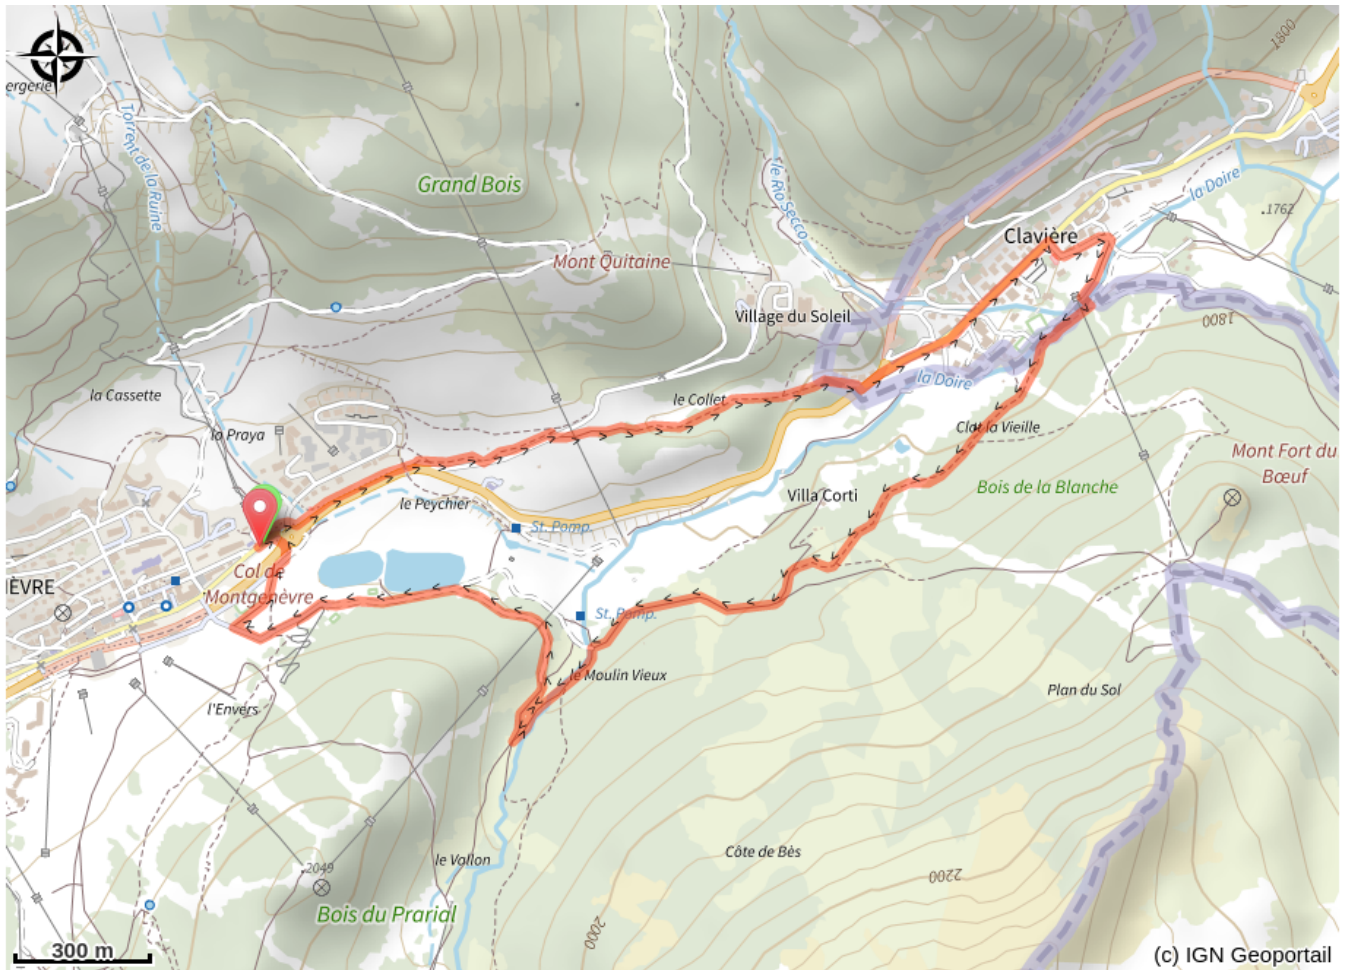 1800
ergerie
Torrent de la Ruine
Grand Bois
le Rio Secco
la Doire
.1762
Clavière
Mont Quitaine
Village du Soleil
1800
la Doire
la Cassette
le Collet
la Praya
Clot la Vieille
Mont Fort du
Bœuf
Bois de la Blanche
Villa Corti
le Peychier
St. Pomp.
Col de
Montgenèvre
ÈVRE
St. Pomp.
le Moulin Vieux
Plan du Sol
l'Envers
Côte de Bès
le Vallon
.2049
2200
Bois du Prarial
2000
300 m
(c) IGN Geoportail